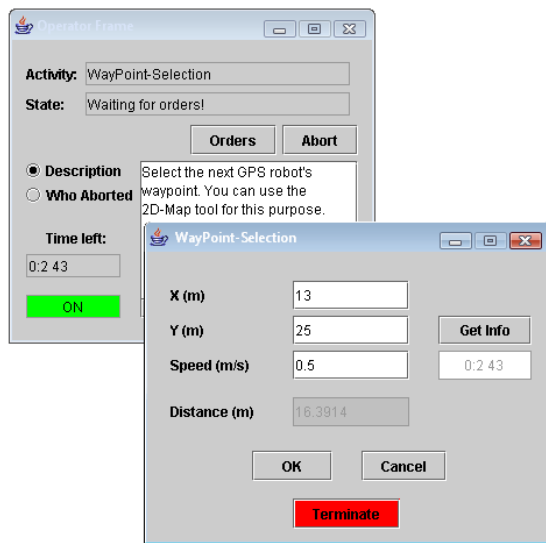 Operator Frame
Activity: WayPoint-Selection
State: Waiting for orders!
Orders Abort
Description
Who Aborted
Select the next GPS robot's
waypoint. You can use the
2D-Map tool for this purpose.
Time left:
0:2 43
ON
WayPoint-Selection
X (m) 13
Y (m) 25 Get Info
Speed (m/s) 0.5 0:2 43
Distance (m) 16.3914
OK Cancel
Terminate